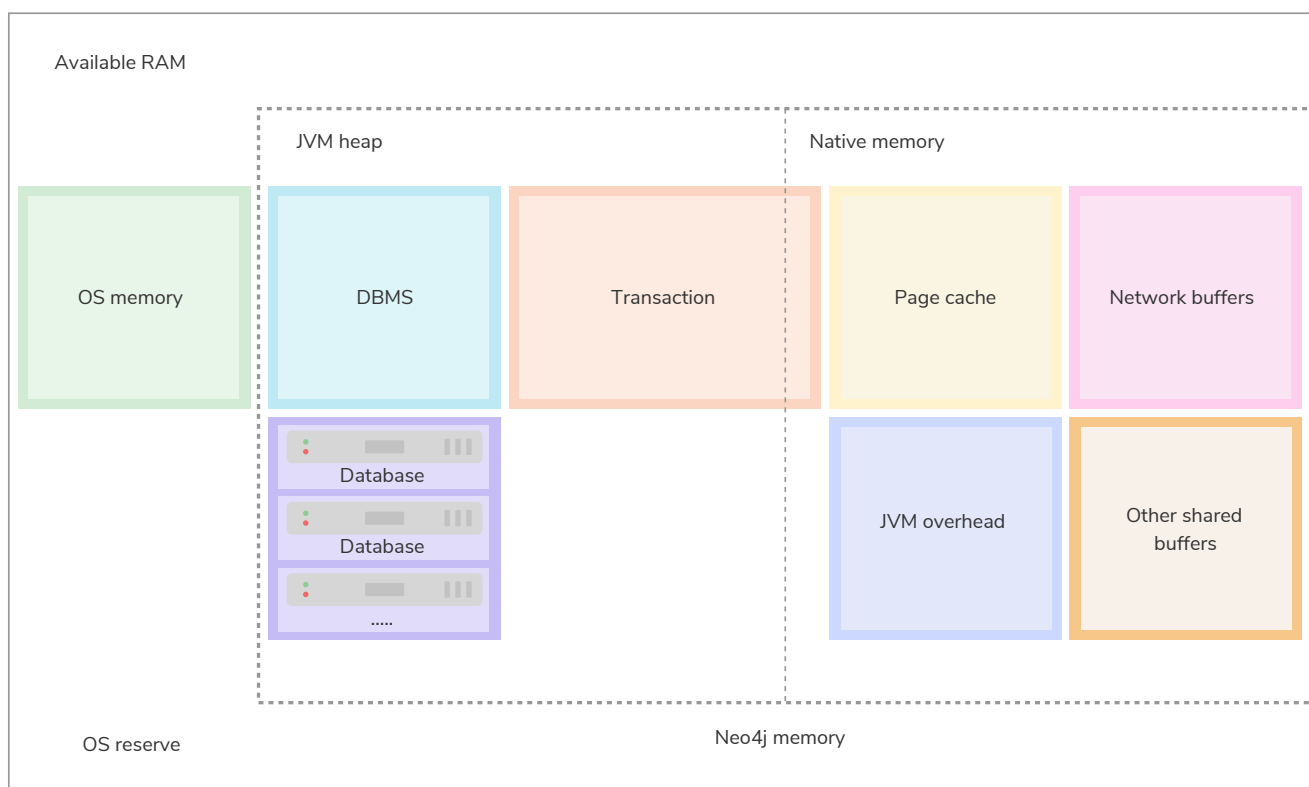 Available RAM
JVM heap
Native memory
OS memory
DBMS
Transaction
Page cache
Network buffers
Database
Database
.....
JVM overhead
Other shared
buffers
OS reserve
Neo4j memory